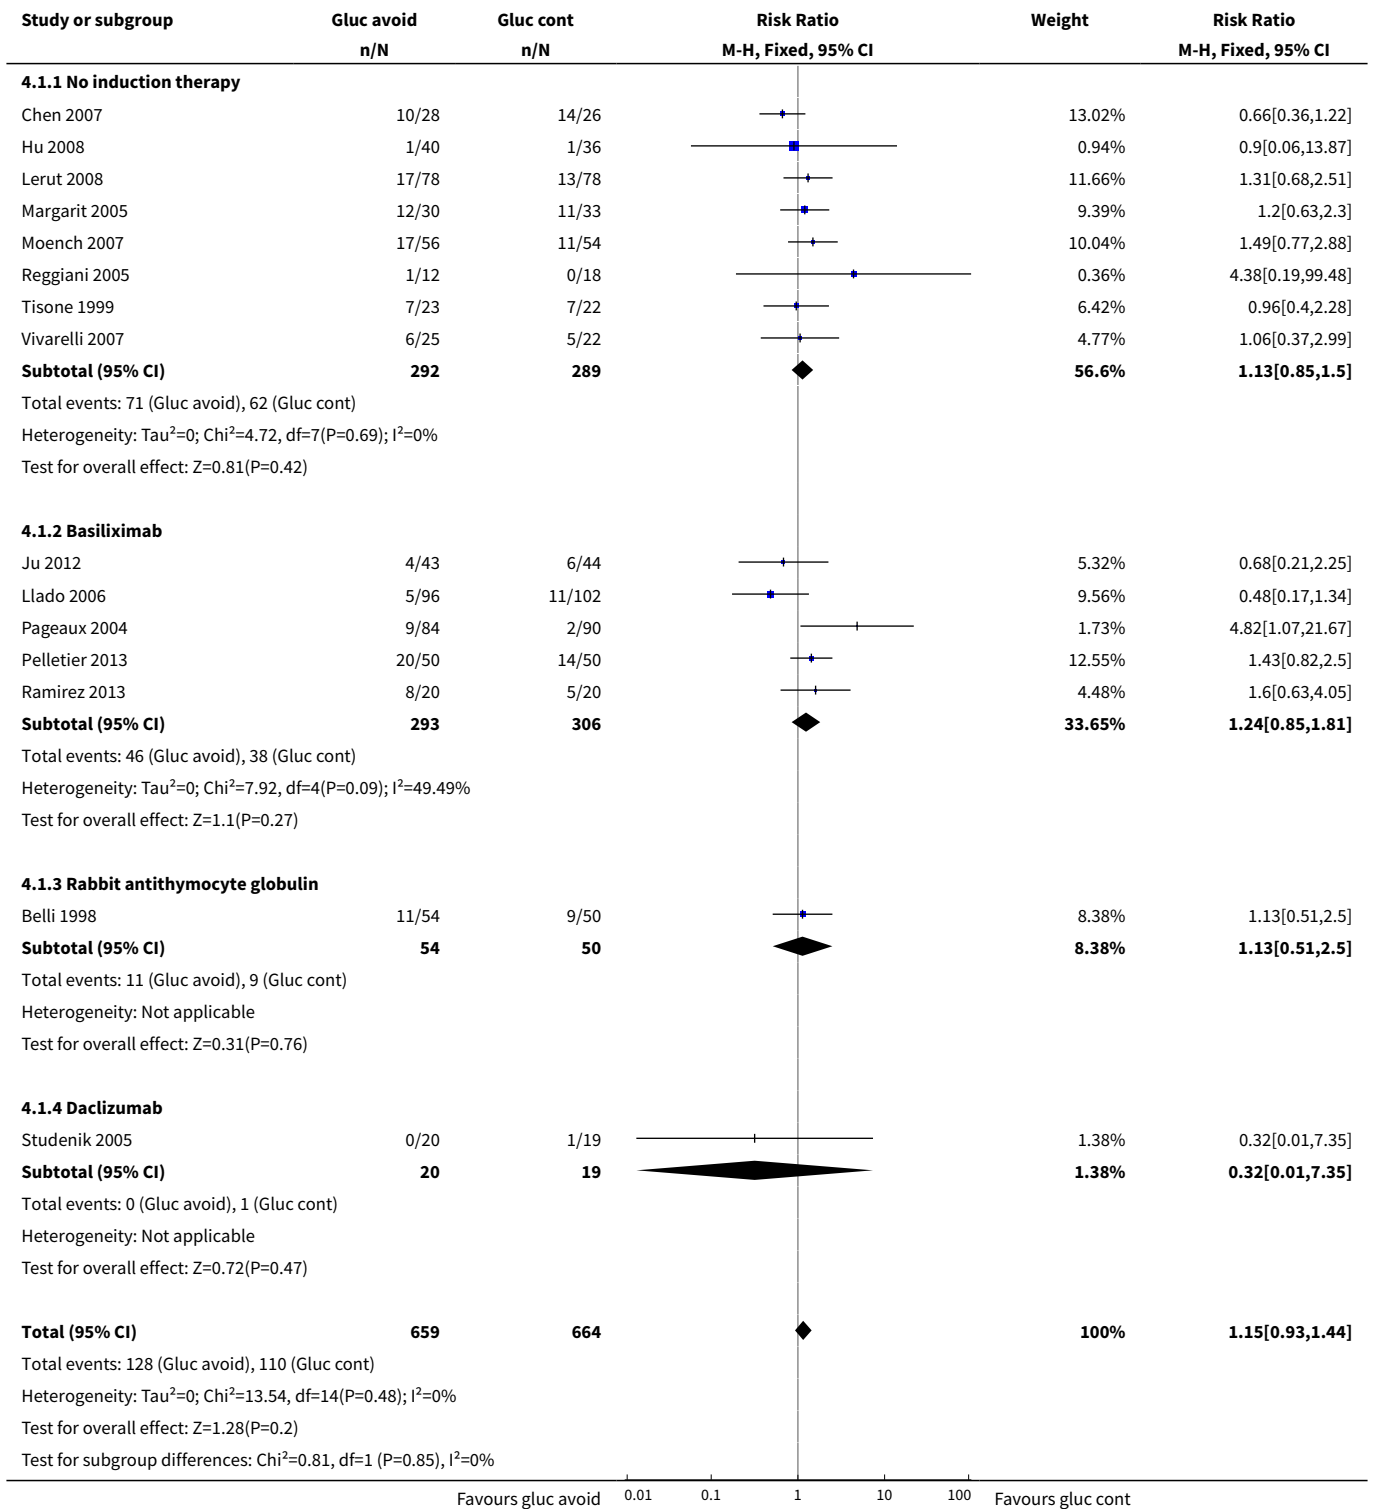 Study or subgroup Gluc avoid Gluc cont Risk Ratio Weight Risk Ratio
n/N n/N M-H, Fixed, 95% CI M-H, Fixed, 95% CI
4.1.1 No induction therapy
Chen 2007 10/28 14/26 13.02% 0.66[0.36,1.22]
Hu 2008 1/40 1/36 0.94% 0.9[0.06,13.87]
Lerut 2008 17/78 13/78 11.66% 1.31[0.68,2.51]
Margarit 2005 12/30 11/33 9.39% 1.2[0.63,2.3]
Moench 2007 17/56 11/54 10.04% 1.49[0.77,2.88]
Reggiani 2005 1/12 0/18 0.36% 4.38[0.19,99.48]
Tisone 1999 7/23 7/22 6.42% 0.96[0.4,2.28]
Vivarelli 2007 6/25 5/22 4.77% 1.06[0.37,2.99]
Subtotal (95% CI) 292 289 56.6% 1.13[0.85,1.5]
Total events: 71 (Gluc avoid), 62 (Gluc cont)
Heterogeneity: Tau²=0; Chi²=4.72, df=7(P=0.69); I²=0%
Test for overall effect: Z=0.81(P=0.42)
4.1.2 Basiliximab
Ju 2012 4/43 6/44 5.32% 0.68[0.21,2.25]
Llado 2006 5/96 11/102 9.56% 0.48[0.17,1.34]
Pageaux 2004 9/84 2/90 1.73% 4.82[1.07,21.67]
Pelletier 2013 20/50 14/50 12.55% 1.43[0.82,2.5]
Ramirez 2013 8/20 5/20 4.48% 1.6[0.63,4.05]
Subtotal (95% CI) 293 306 33.65% 1.24[0.85,1.81]
Total events: 46 (Gluc avoid), 38 (Gluc cont)
Heterogeneity: Tau²=0; Chi²=7.92, df=4(P=0.09); I²=49.49%
Test for overall effect: Z=1.1(P=0.27)
4.1.3 Rabbit antithymocyte globulin
Belli 1998 11/54 9/50 8.38% 1.13[0.51,2.5]
Subtotal (95% CI) 54 50 8.38% 1.13[0.51,2.5]
Total events: 11 (Gluc avoid), 9 (Gluc cont)
Heterogeneity: Not applicable
Test for overall effect: Z=0.31(P=0.76)
4.1.4 Daclizumab
Studenik 2005 0/20 1/19 1.38% 0.32[0.01,7.35]
Subtotal (95% CI) 20 19 1.38% 0.32[0.01,7.35]
Total events: 0 (Gluc avoid), 1 (Gluc cont)
Heterogeneity: Not applicable
Test for overall effect: Z=0.72(P=0.47)
Total (95% CI) 659 664 100% 1.15[0.93,1.44]
Total events: 128 (Gluc avoid), 110 (Gluc cont)
Heterogeneity: Tau²=0; Chi²=13.54, df=14(P=0.48); I²=0%
Test for overall effect: Z=1.28(P=0.2)
Test for subgroup differences: Chi²=0.81, df=1 (P=0.85), I²=0%
Favours gluc avoid 0.01 0.1 1 10 100 Favours gluc cont